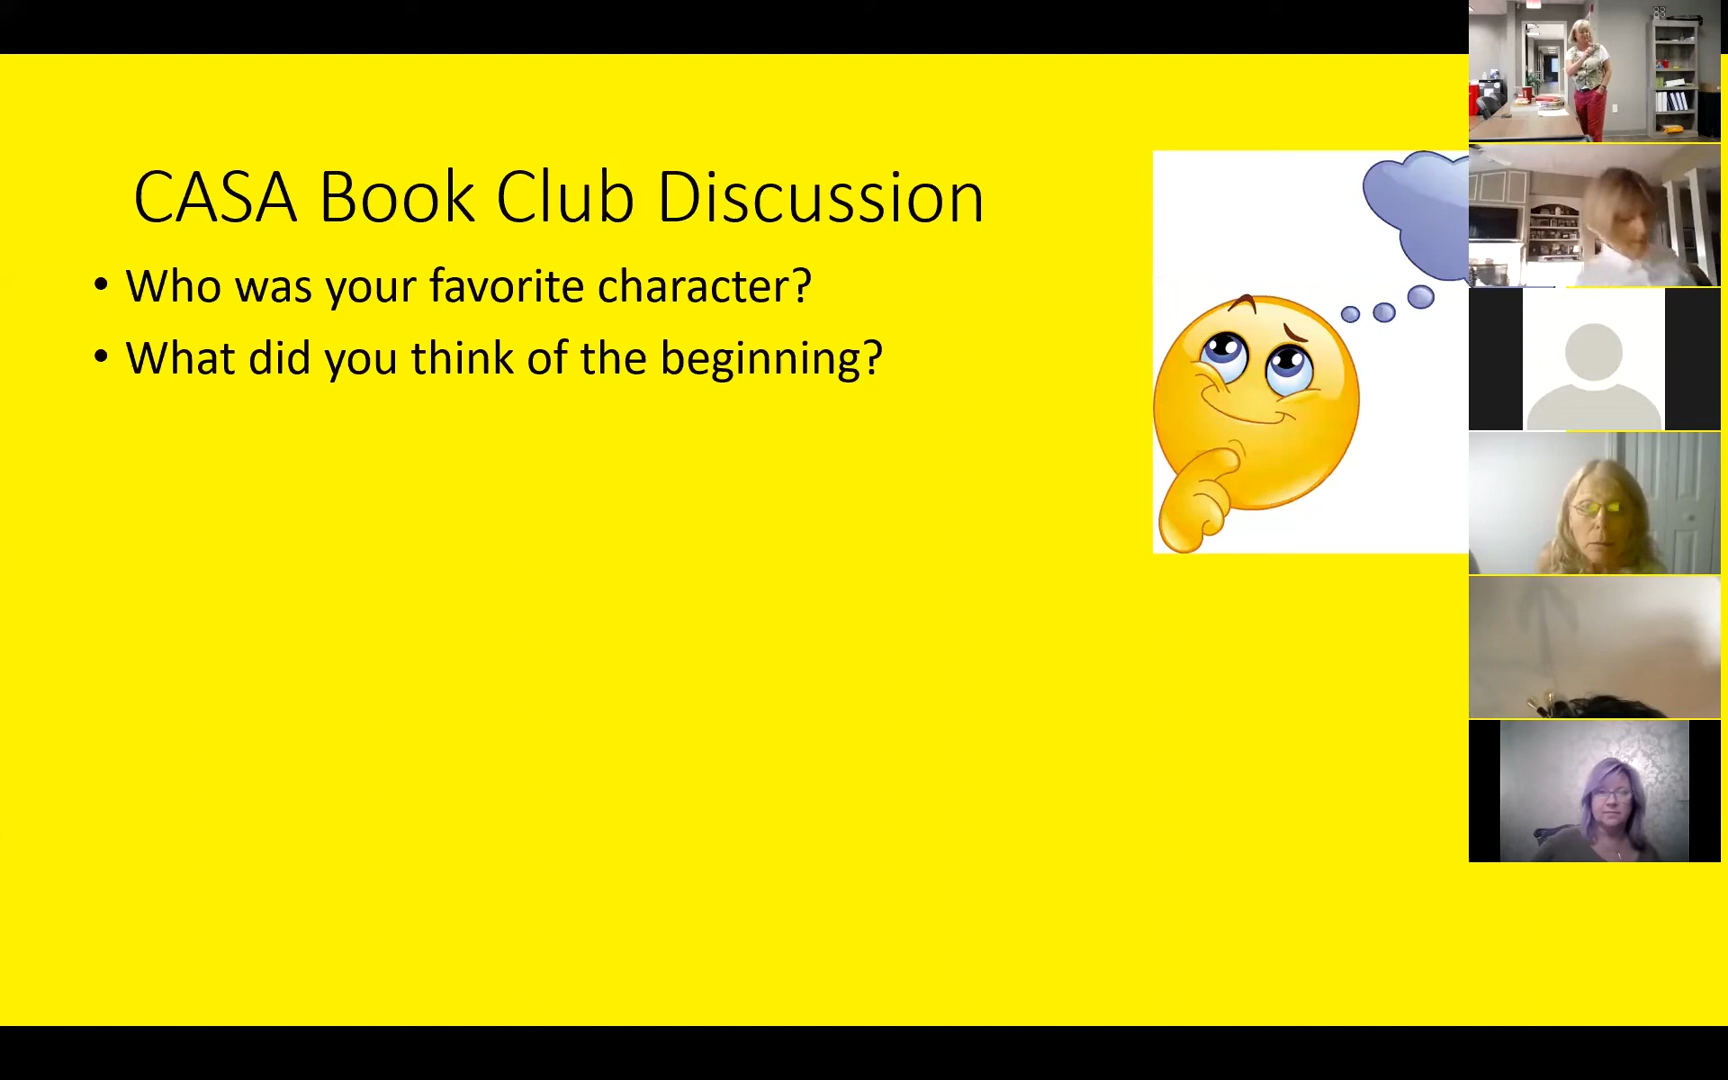 CASA Book Club Discussion
• Who was your favorite character?
• What did you think of the beginning?